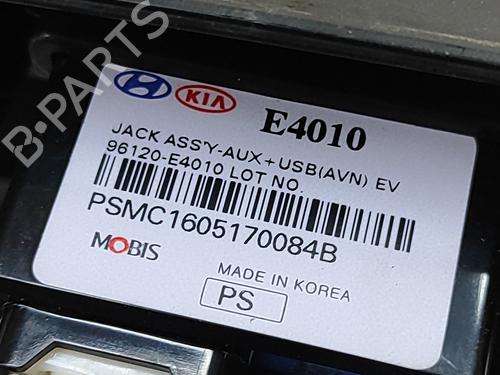 KIA E4010
JACK ASS'Y-AUX+USB(AVN) EV
96120-E4010 LOT NO.
PSMC1605170084B
MOBIS MADE IN KOREA
PS
B-PARTS